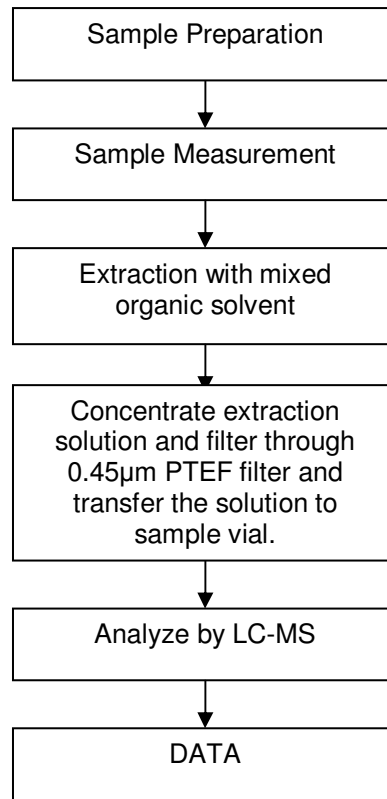 Sample Preparation
Sample Measurement
Extraction with mixed
organic solvent
Concentrate extraction
solution and filter through
0.45µm PTEF filter and
transfer the solution to
sample vial.
Analyze by LC-MS
DATA